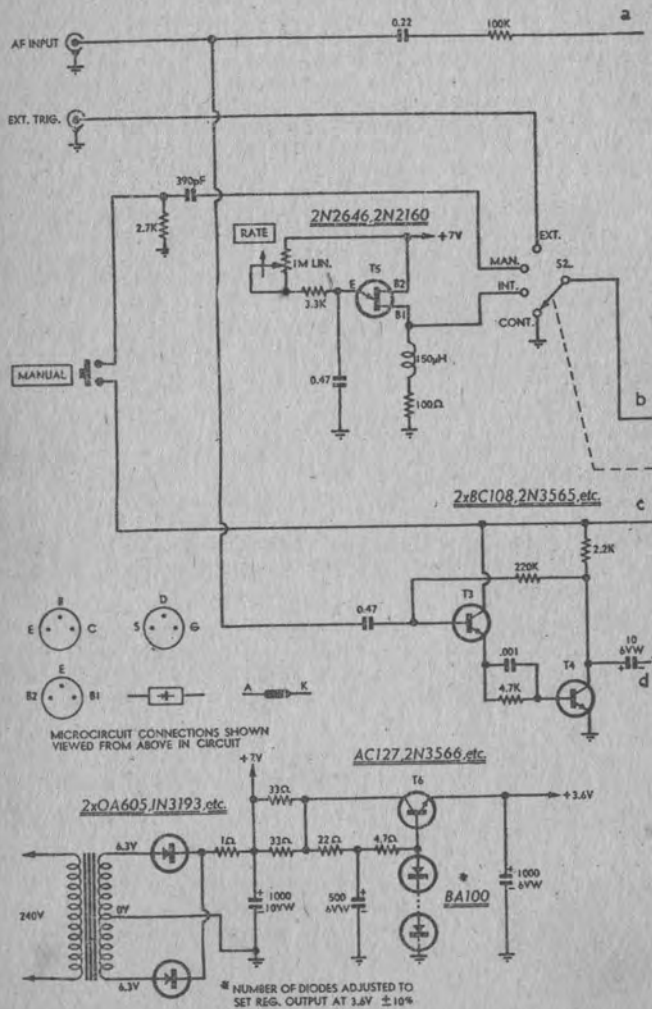 a
0.22
100K
AF INPUT
EXT. TRIG.
390pF
2.7K
2N2646, 2N2160
+7V
RATE
1M LIN.
T5
EXT.
MAN.
S2
INT.
CONT.
E
B2
B1
3.3K
150µH
MANUAL
0.47
100Ω
b
2xBC108, 2N3565, etc.
c
2.2K
220K
B
D
E
C
S
G
0.47
T3
T4
.001
4.7K
10
6VW
+ -
d
E
B2
B1
A
K
MICROCIRCUIT CONNECTIONS SHOWN
VIEWED FROM ABOVE IN CIRCUIT
+7V
AC127, 2N3566, etc.
2xOA605, IN3193, etc.
33Ω
T6
+3.6V
6.3V
1Ω
33Ω
22Ω
4.7Ω
240V
0V
+
1000
10VW
-
500
+
6VW
-
*
BA100
+
1000
- 6VW
6.3V
* NUMBER OF DIODES ADJUSTED TO
SET REG. OUTPUT AT 3.6V ±10%